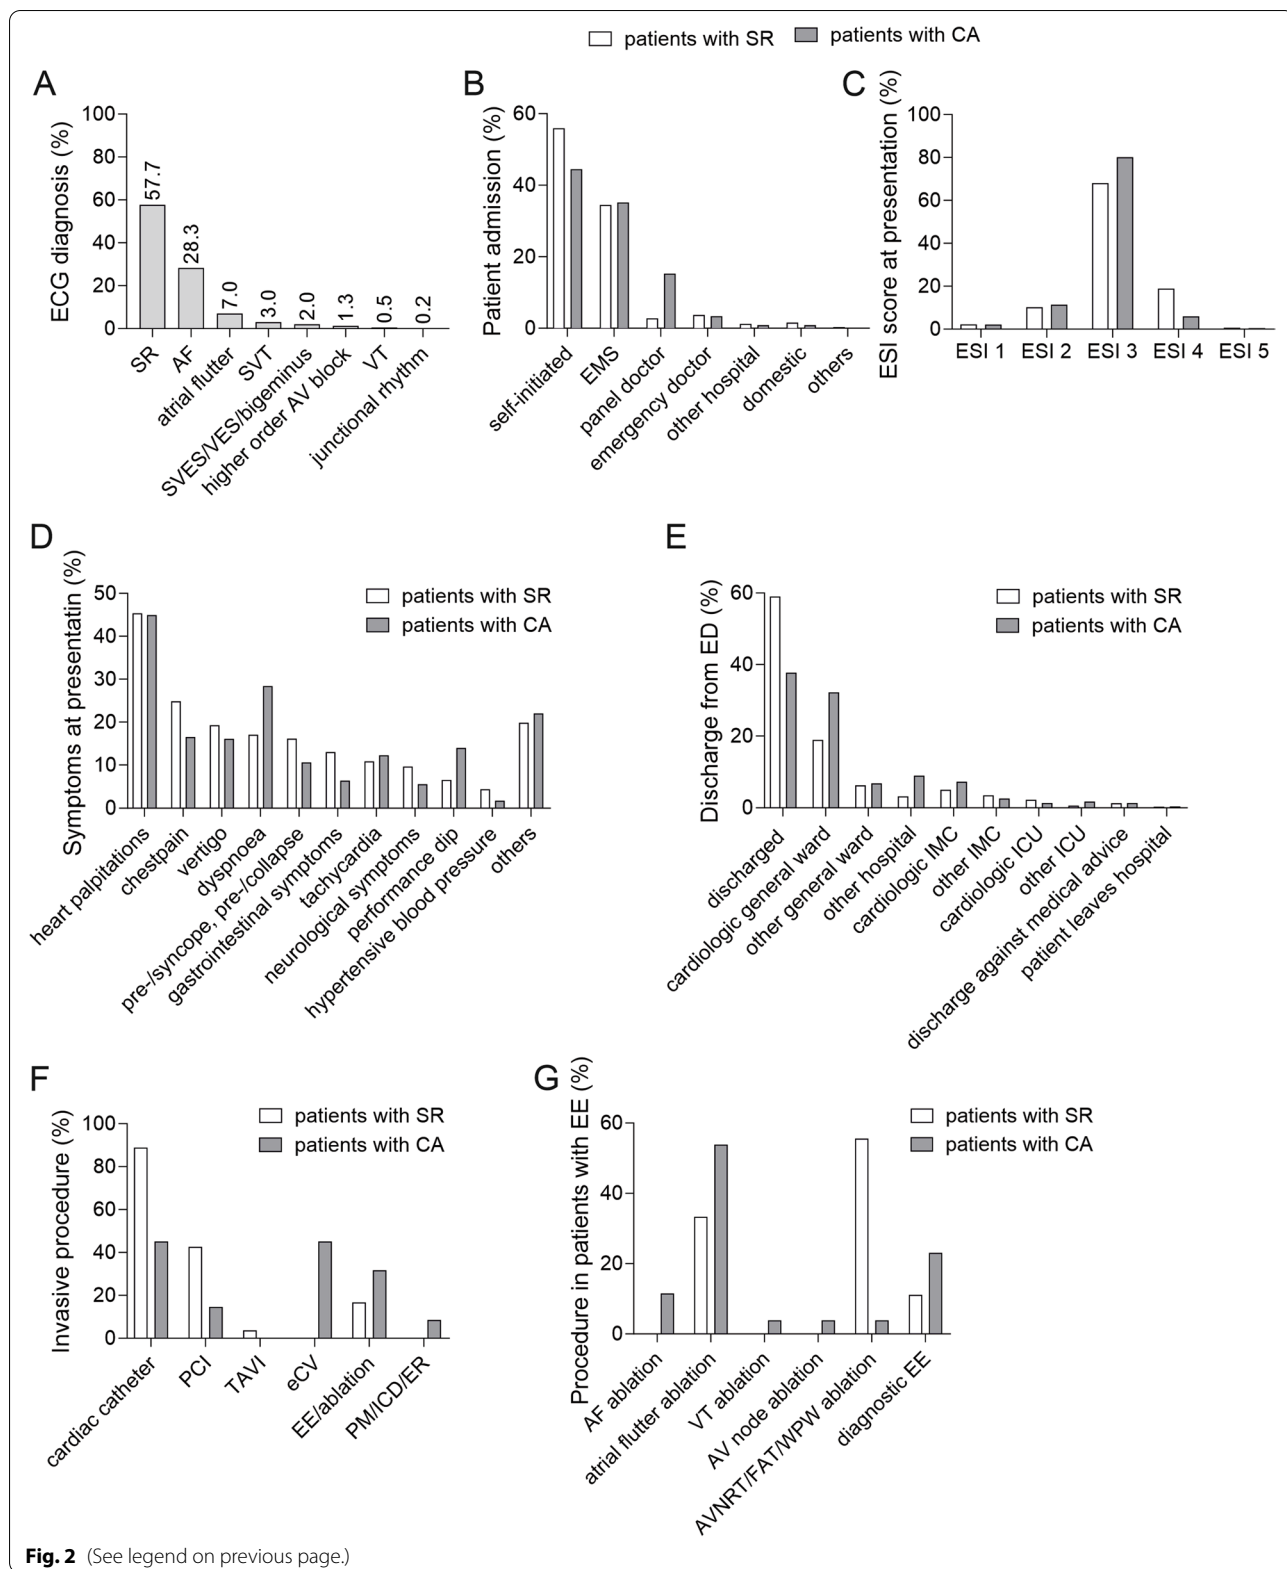 patients with SR
patients with CA
A
ECG diagnosis (%)
100
80
60
40
20
0
57.7
28.3
7.0
3.0
2.0
1.3
0.5
0.2
SR
AF
atrial flutter
SVT
SVES/VES/bigeminus
higher order AV block
VT
junctional rhythm
B
Patient admission (%)
60
40
20
0
self-initiated
EMS
panel doctor
emergency doctor
other hospital
domestic
others
C
ESI score at presentation (%)
100
80
60
40
20
0
ESI 1
ESI 2
ESI 3
ESI 4
ESI 5
D
Symptoms at presentatin (%)
50
40
30
20
10
0
patients with SR
patients with CA
heart palpitations
chestpain
vertigo
dyspnoea
pre-/syncope, pre-/collapse
gastrointestinal symptoms
tachycardia
neurological symptoms
performance dip
hypertensive blood pressure
others
E
Discharge from ED (%)
60
40
20
0
patients with SR
patients with CA
discharged
cardiologic general ward
other general ward
other hospital
cardiologic IMC
other IMC
cardiologic ICU
other ICU
discharge against medical advice
patient leaves hospital
F
Invasive procedure (%)
100
80
60
40
20
0
patients with SR
patients with CA
cardiac catheter
PCI
TAVI
eCV
EE/ablation
PM/ICD/ER
G
Procedure in patients with EE (%)
60
40
20
0
patients with SR
patients with CA
AF ablation
atrial flutter ablation
VT ablation
AV node ablation
AVNRT/FAT/WPW ablation
diagnostic EE
Fig. 2 (See legend on previous page.)